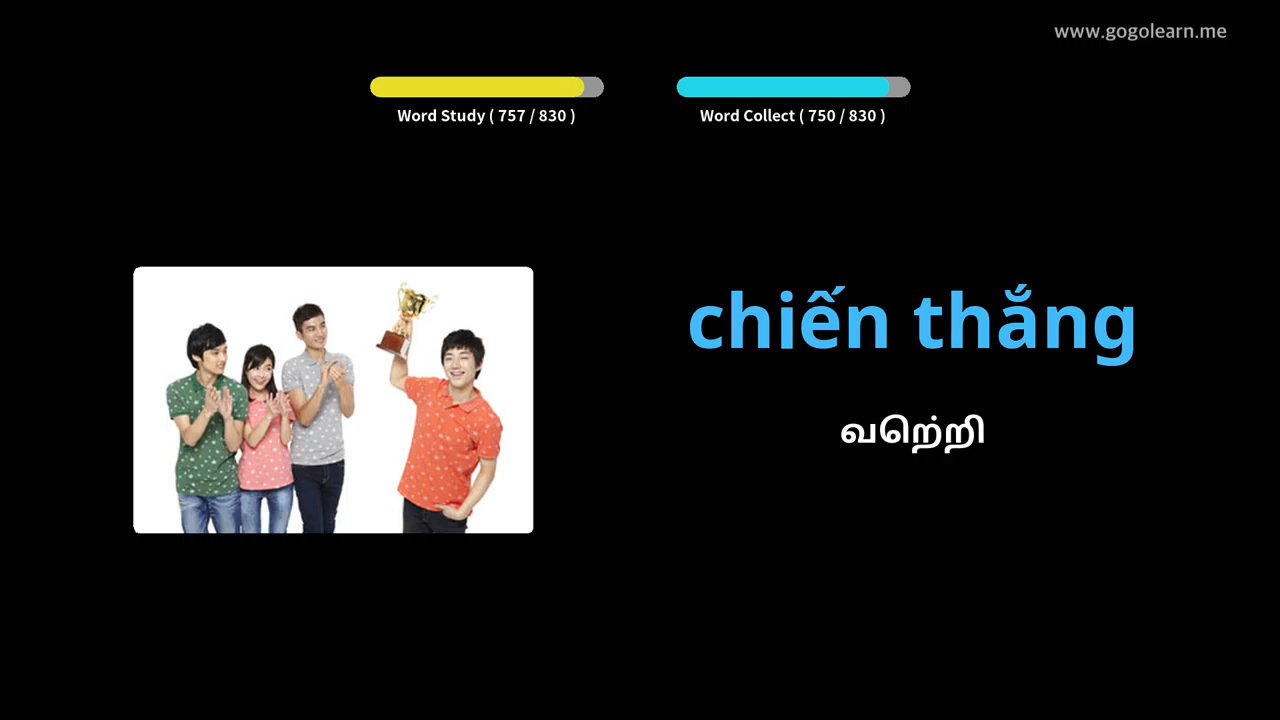 www.gogolearn.me
Word Study ( 757 / 830 )
Word Collect ( 750 / 830 )
chiến thắng
வெற்றி